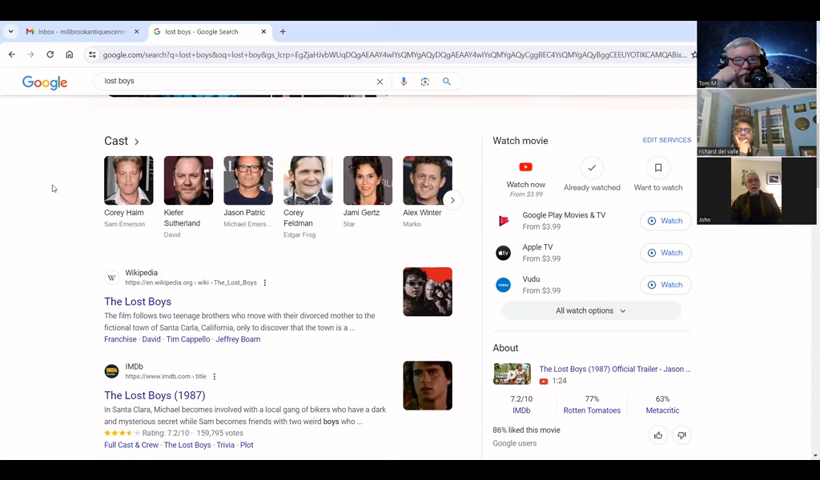 Inbox - millbrookantiquescente
lost boys - Google Search
google.com/search?q=lost+boys&oq=lost+boy&gs_lcrp=
Tom M
Google
lost boys
richard del valle
Cast
Watch movie
EDIT SERVICES
Watch now
From $3.99
Already watched
Want to watch
Corey Haim
Sam Emerson
Kiefer
Sutherland
David
Jason Patric
Michael Emers...
Corey
Feldman
Edgar Frog
Jami Gertz
Star
Alex Winter
Marko
John
Google Play Movies & TV
From $3.99
Watch
Apple TV
From $3.99
Watch
Vudu
From $3.99
Watch
All watch options
Wikipedia
https://en.wikipedia.org › wiki › The_Lost_Boys
The Lost Boys
The film follows two teenage brothers who move with their divorced mother to the
fictional town of Santa Carla, California, only to discover that the town is a ...
Franchise · David · Tim Cappello · Jeffrey Boam
IMDb
https://www.imdb.com › title
The Lost Boys (1987)
In Santa Clara, Michael becomes involved with a local gang of bikers who have a dark
and mysterious secret while Sam becomes friends with two weird boys who ...
Rating: 7.2/10 · 159,795 votes
Full Cast & Crew · The Lost Boys · Trivia · Plot
About
The Lost Boys (1987) Official Trailer - Jason ...
1:24
7.2/10
IMDb
77%
Rotten Tomatoes
63%
Metacritic
86% liked this movie
Google users